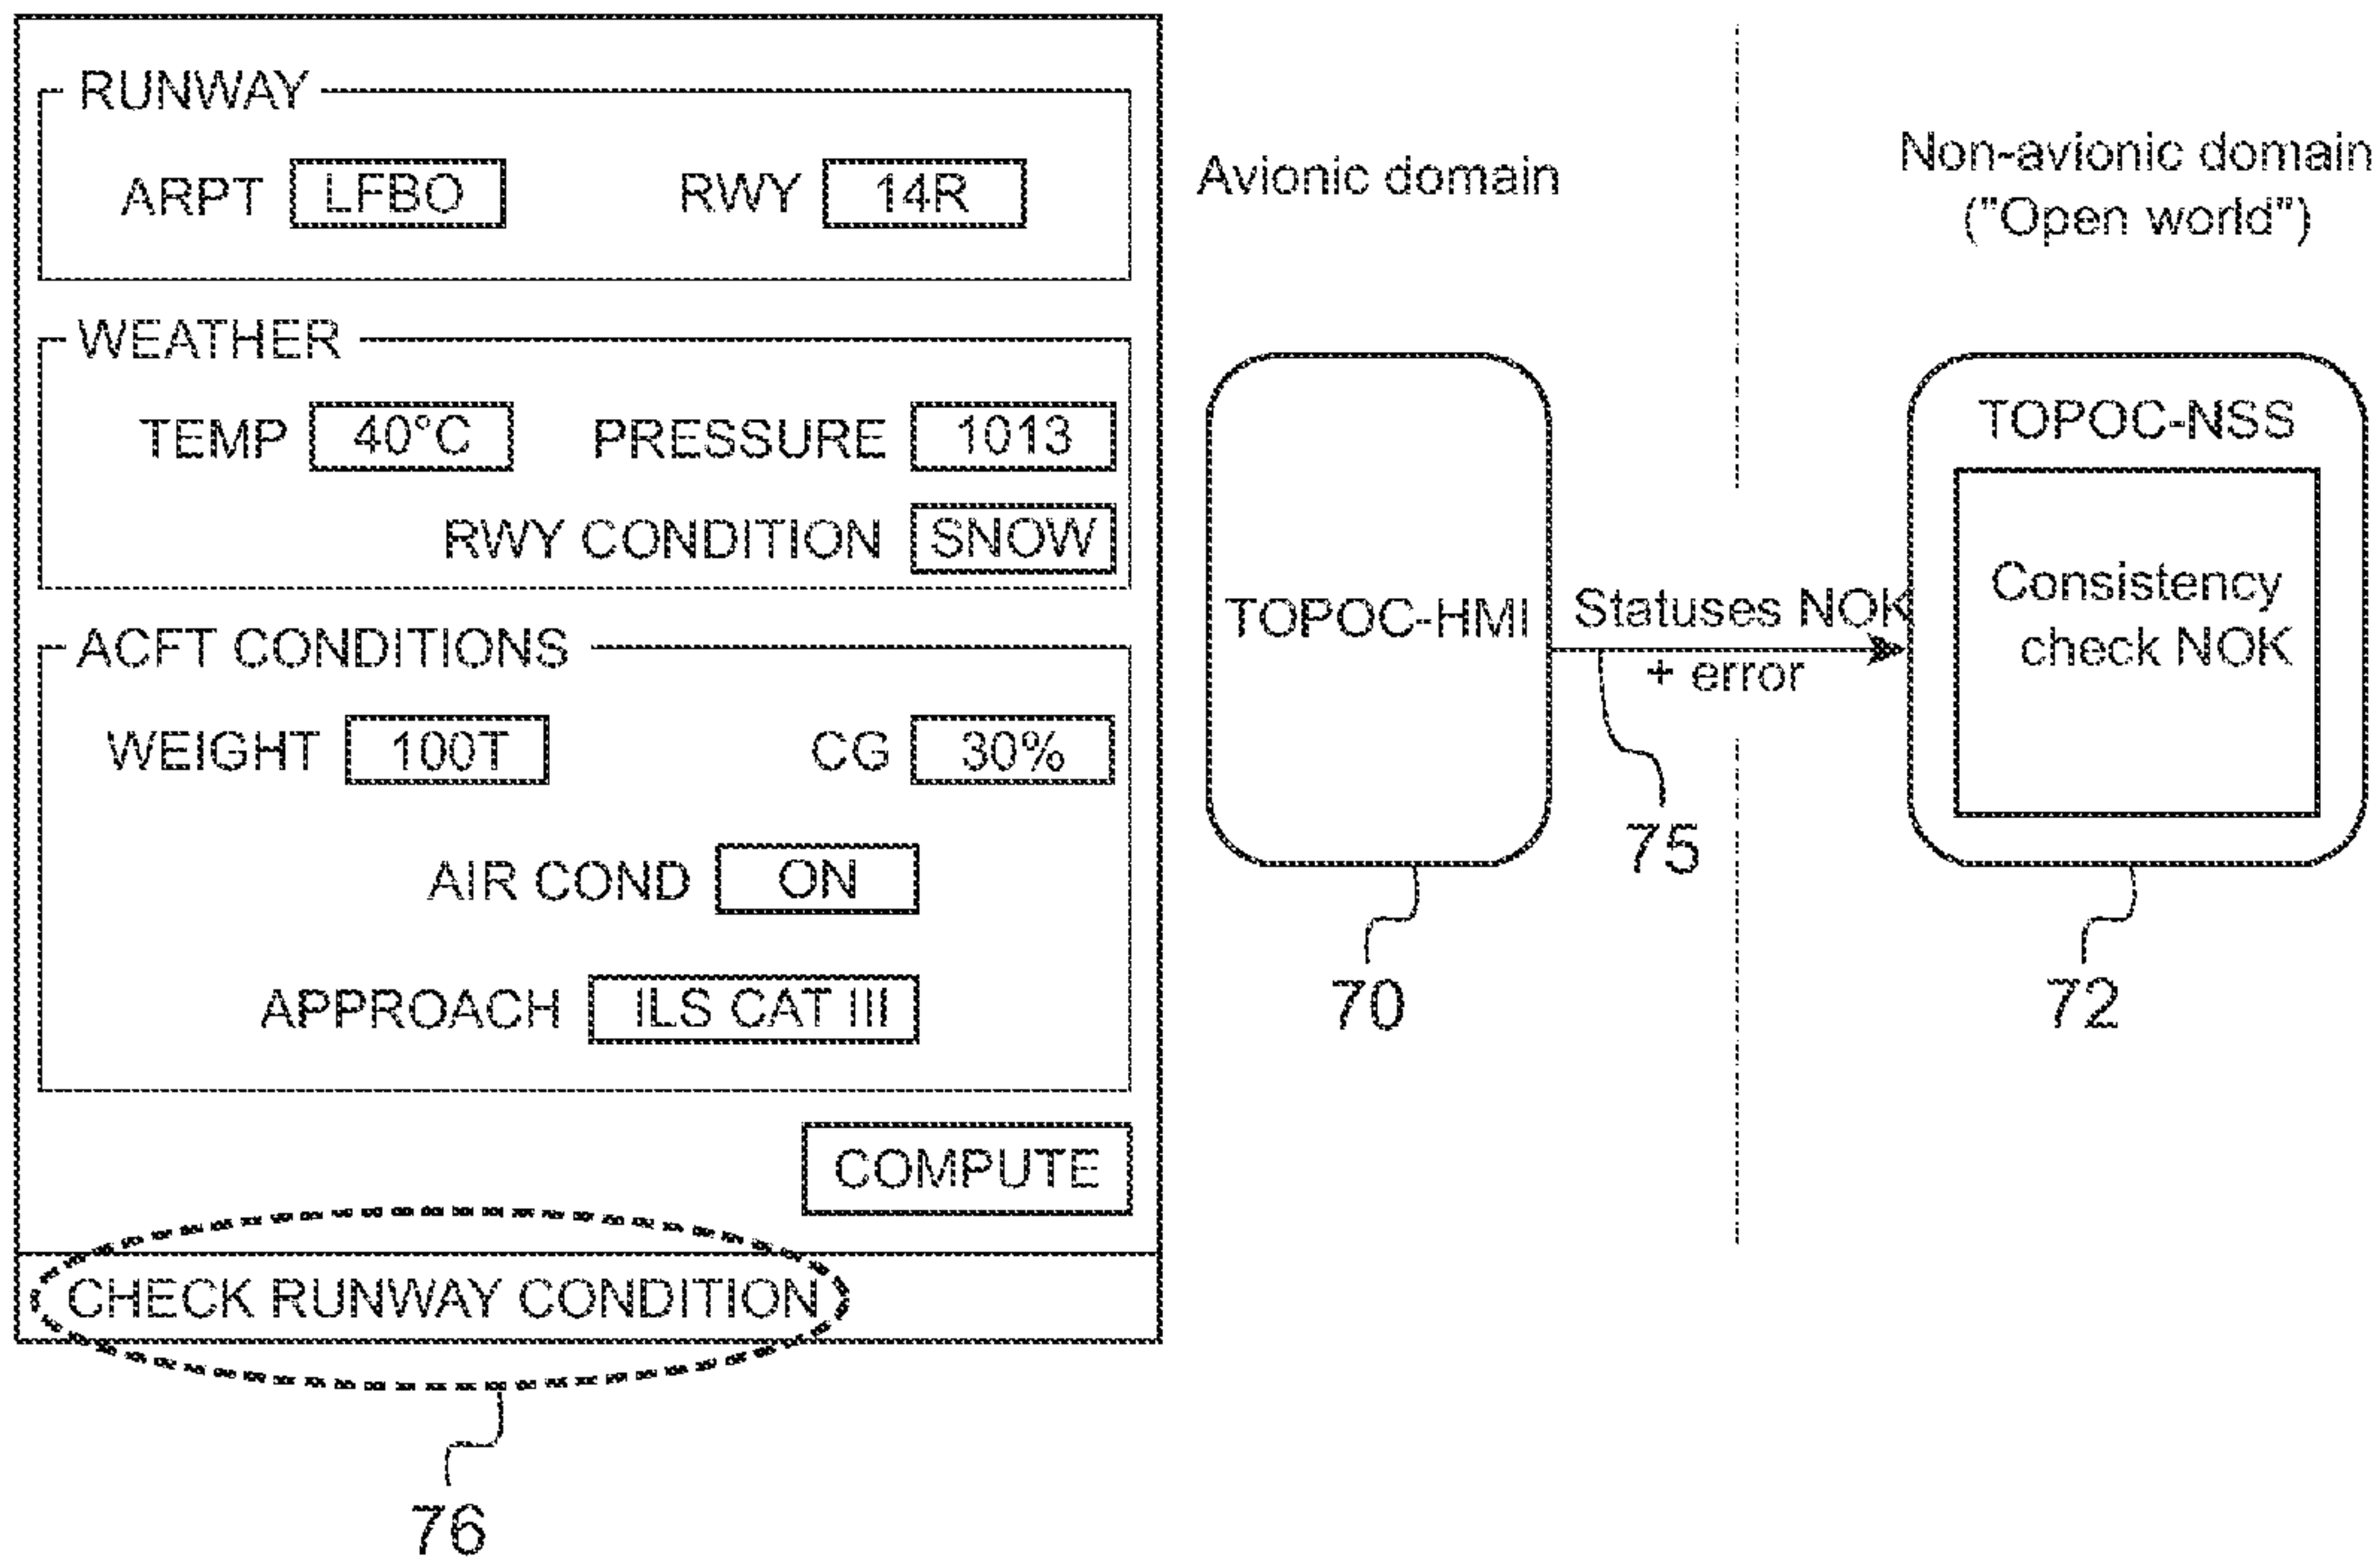 RUNWAY
ARPT LFBO RWY 14R
WEATHER
TEMP 40°C PRESSURE 1013
RWY CONDITION SNOW
ACFT CONDITIONS
WEIGHT 100T CG 30%
AIR COND ON
APPROACH ILS CAT III
COMPUTE
CHECK RUNWAY CONDITION
76
Avionic domain
Non-avionic domain
("Open world")
TOPOC-HMI
70
Statuses NOK
+ error
75
TOPOC-NSS
Consistency
check NOK
72